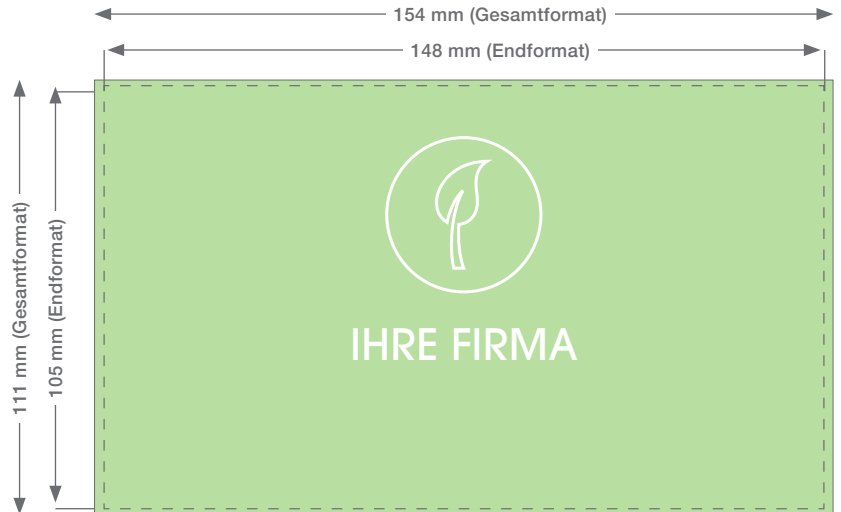 154 mm (Gesamtformat)
148 mm (Endformat)
111 mm (Gesamtformat)
105 mm (Endformat)
IHRE FIRMA